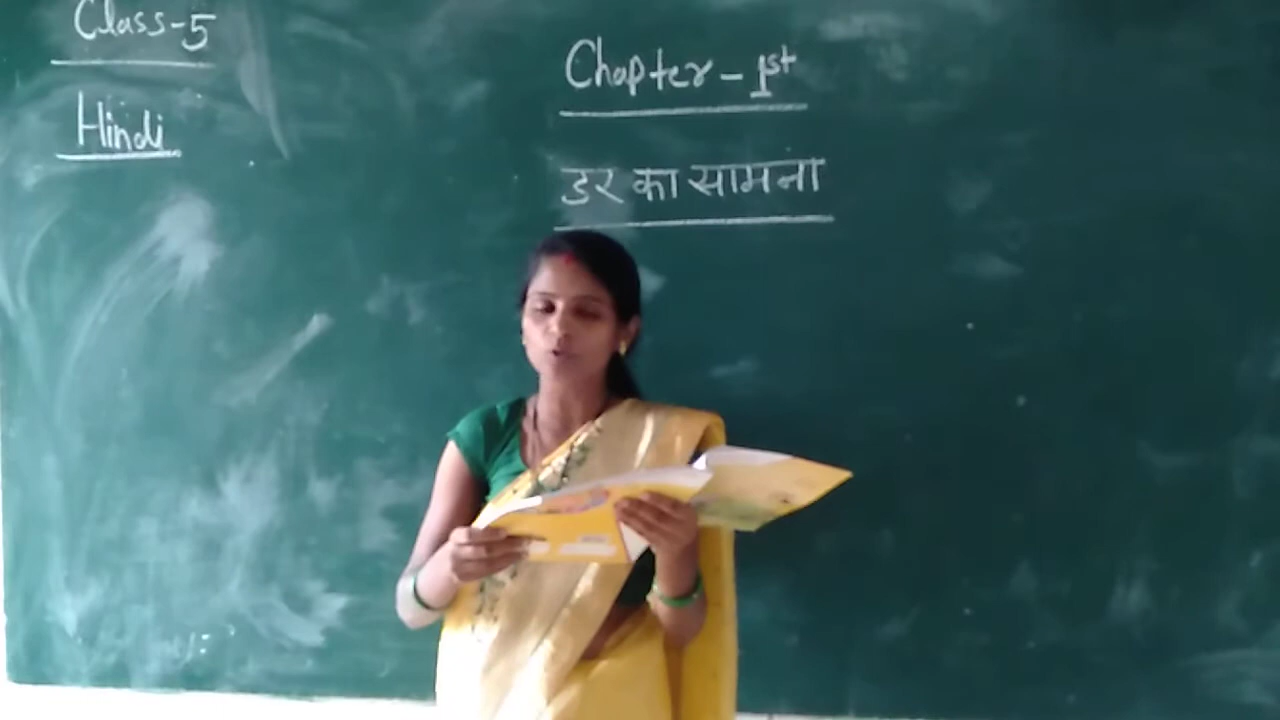 Class-5
Hindi
Chapter-1st
डर का सामना